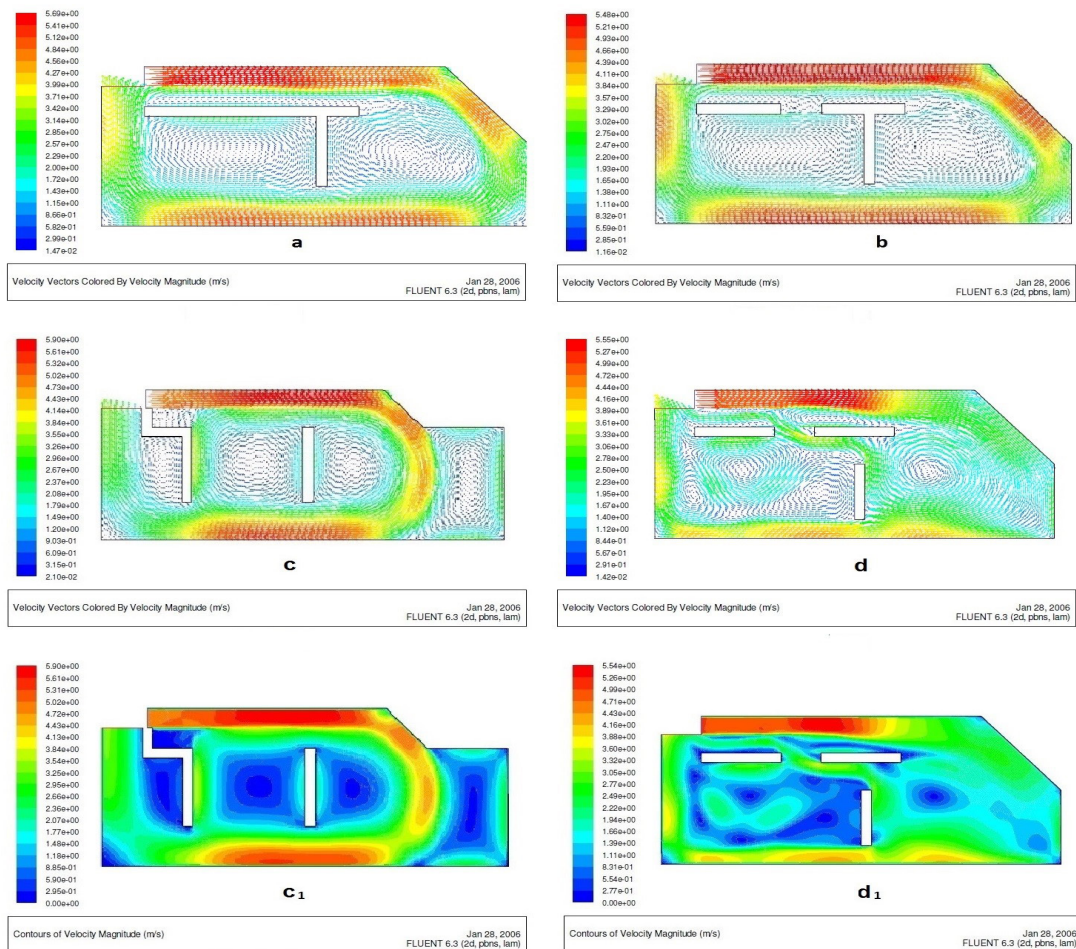 5.69e+00
5.41e+00
5.12e+00
4.84e+00
4.56e+00
4.27e+00
3.99e+00
3.71e+00
3.42e+00
3.14e+00
2.85e+00
2.57e+00
2.29e+00
2.00e+00
1.72e+00
1.43e+00
1.15e+00
8.66e-01
5.82e-01
2.99e-01
1.47e-02
a
Velocity Vectors Colored By Velocity Magnitude (m/s)
Jan 28, 2006
FLUENT 6.3 (2d, pbns, lam)
5.48e+00
5.21e+00
4.93e+00
4.66e+00
4.39e+00
4.11e+00
3.84e+00
3.57e+00
3.29e+00
3.02e+00
2.75e+00
2.47e+00
2.20e+00
1.93e+00
1.65e+00
1.38e+00
1.11e+00
8.32e-01
5.59e-01
2.85e-01
1.16e-02
b
Velocity Vectors Colored By Velocity Magnitude (m/s)
Jan 28, 2006
FLUENT 6.3 (2d, pbns, lam)
5.90e+00
5.61e+00
5.32e+00
5.02e+00
4.73e+00
4.43e+00
4.14e+00
3.84e+00
3.55e+00
3.26e+00
2.96e+00
2.67e+00
2.37e+00
2.08e+00
1.79e+00
1.49e+00
1.20e+00
9.03e-01
6.09e-01
3.15e-01
2.10e-02
c
Velocity Vectors Colored By Velocity Magnitude (m/s)
Jan 28, 2006
FLUENT 6.3 (2d, pbns, lam)
5.55e+00
5.27e+00
4.99e+00
4.72e+00
4.44e+00
4.16e+00
3.89e+00
3.61e+00
3.33e+00
3.06e+00
2.78e+00
2.50e+00
2.23e+00
1.95e+00
1.67e+00
1.40e+00
1.12e+00
8.44e-01
5.67e-01
2.91e-01
1.42e-02
d
Velocity Vectors Colored By Velocity Magnitude (m/s)
Jan 28, 2006
FLUENT 6.3 (2d, pbns, lam)
5.90e+00
5.61e+00
5.31e+00
5.02e+00
4.72e+00
4.43e+00
4.13e+00
3.84e+00
3.54e+00
3.25e+00
2.95e+00
2.66e+00
2.36e+00
2.07e+00
1.77e+00
1.48e+00
1.18e+00
8.85e-01
5.90e-01
2.95e-01
0.00e+00
c₁
Contours of Velocity Magnitude (m/s)
Jan 28, 2006
FLUENT 6.3 (2d, pbns, lam)
5.54e+00
5.26e+00
4.99e+00
4.71e+00
4.43e+00
4.16e+00
3.88e+00
3.60e+00
3.32e+00
3.05e+00
2.77e+00
2.49e+00
2.22e+00
1.94e+00
1.66e+00
1.39e+00
1.11e+00
8.31e-01
5.54e-01
2.77e-01
0.00e+00
d₁
Contours of Velocity Magnitude (m/s)
Jan 28, 2006
FLUENT 6.3 (2d, pbns, lam)